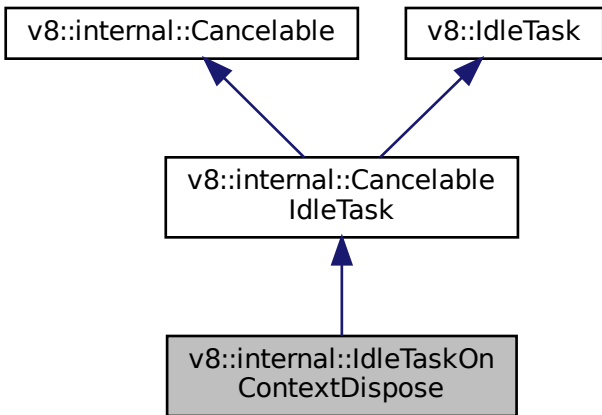 v8::internal::Cancelable
v8::IdleTask
v8::internal::Cancelable
IdleTask
v8::internal::IdleTaskOn
ContextDispose